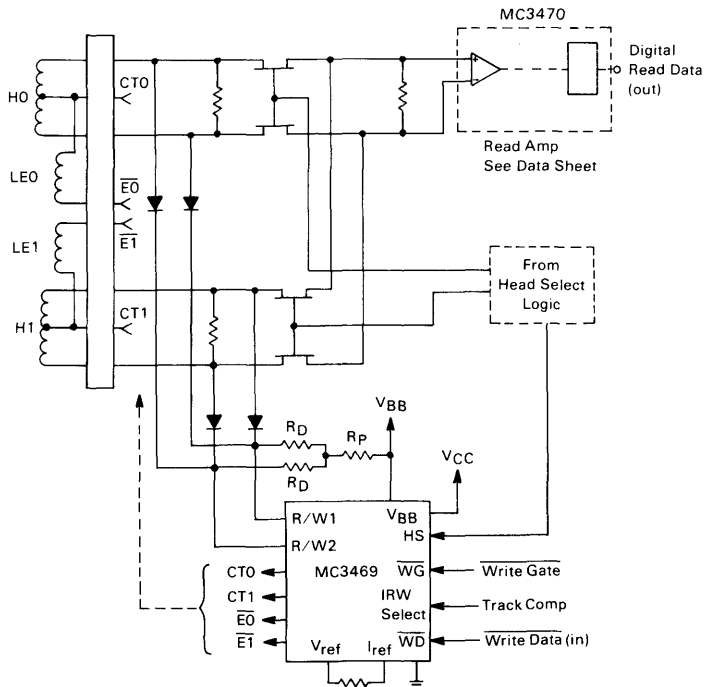 MC3470
Digital
Read Data
(out)
Read Amp
See Data Sheet
H0
CT0
LE0
E0
E1
LE1
H1
CT1
From
Head Select
Logic
VBB
VCC
RD
RP
RD
R/W1
R/W2
VBB
HS
MC3469
WG
IRW
Select
WD
Vref
Iref
Write Gate
Track Comp
Write Data (in)
CT0
CT1
E0
E1
+
−